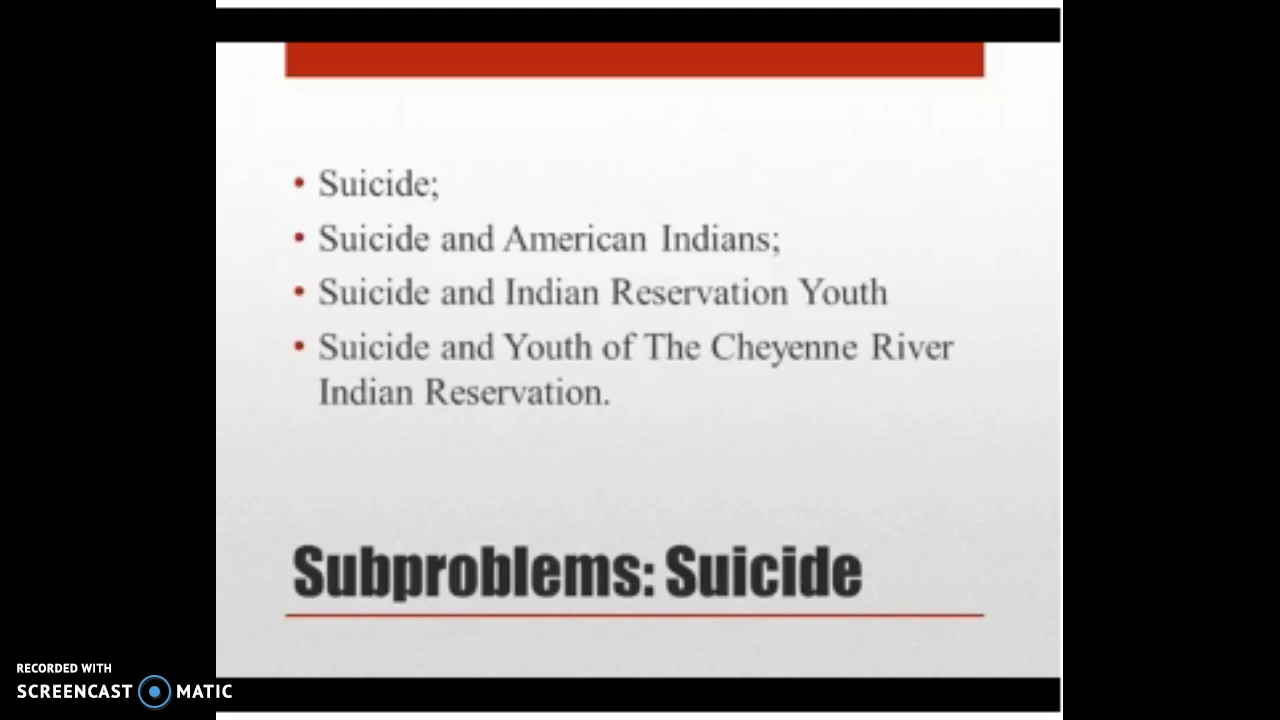 • Suicide;
• Suicide and American Indians;
• Suicide and Indian Reservation Youth
• Suicide and Youth of The Cheyenne River
Indian Reservation.
Subproblems: Suicide
RECORDED WITH
SCREENCAST MATIC